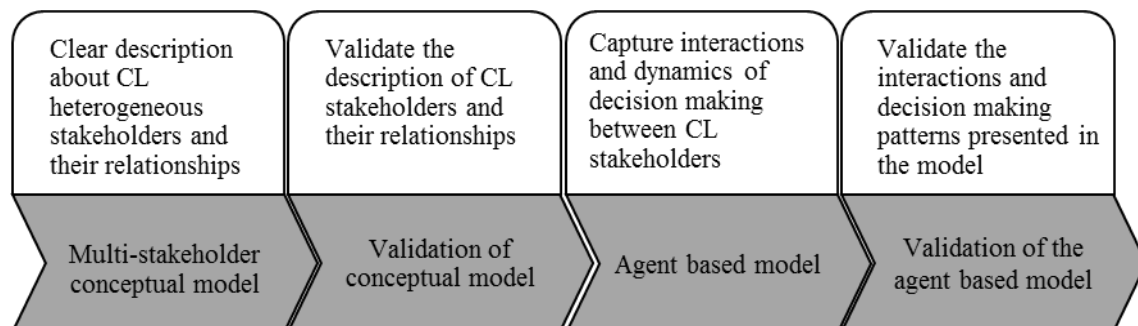 Clear description
about CL
heterogeneous
stakeholders and
their relationships
Multi-stakeholder
conceptual model
Validate the
description of CL
stakeholders and
their relationships
Validation of
conceptual model
Capture interactions
and dynamics of
decision making
between CL
stakeholders
Agent based model
Validate the
interactions and
decision making
patterns presented in
the model
Validation of the
agent based model